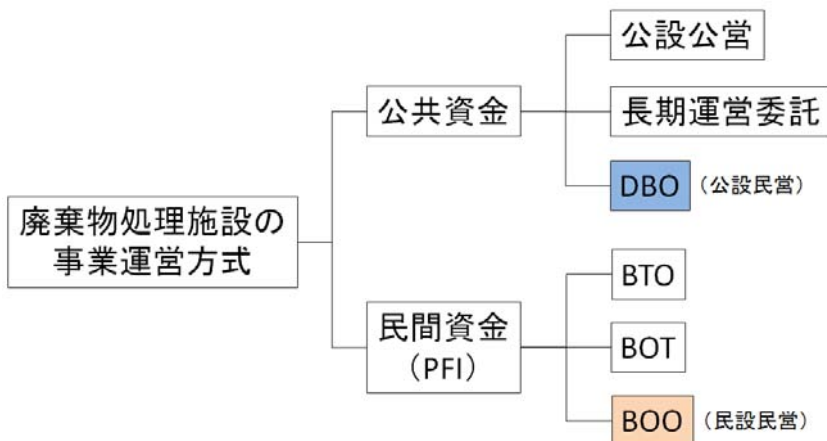 廃棄物処理施設の
事業運営方式
公共資金
公設公営
長期運営委託
DBO（公設民営）
民間資金
（PFI）
BTO
BOT
BOO（民設民営）